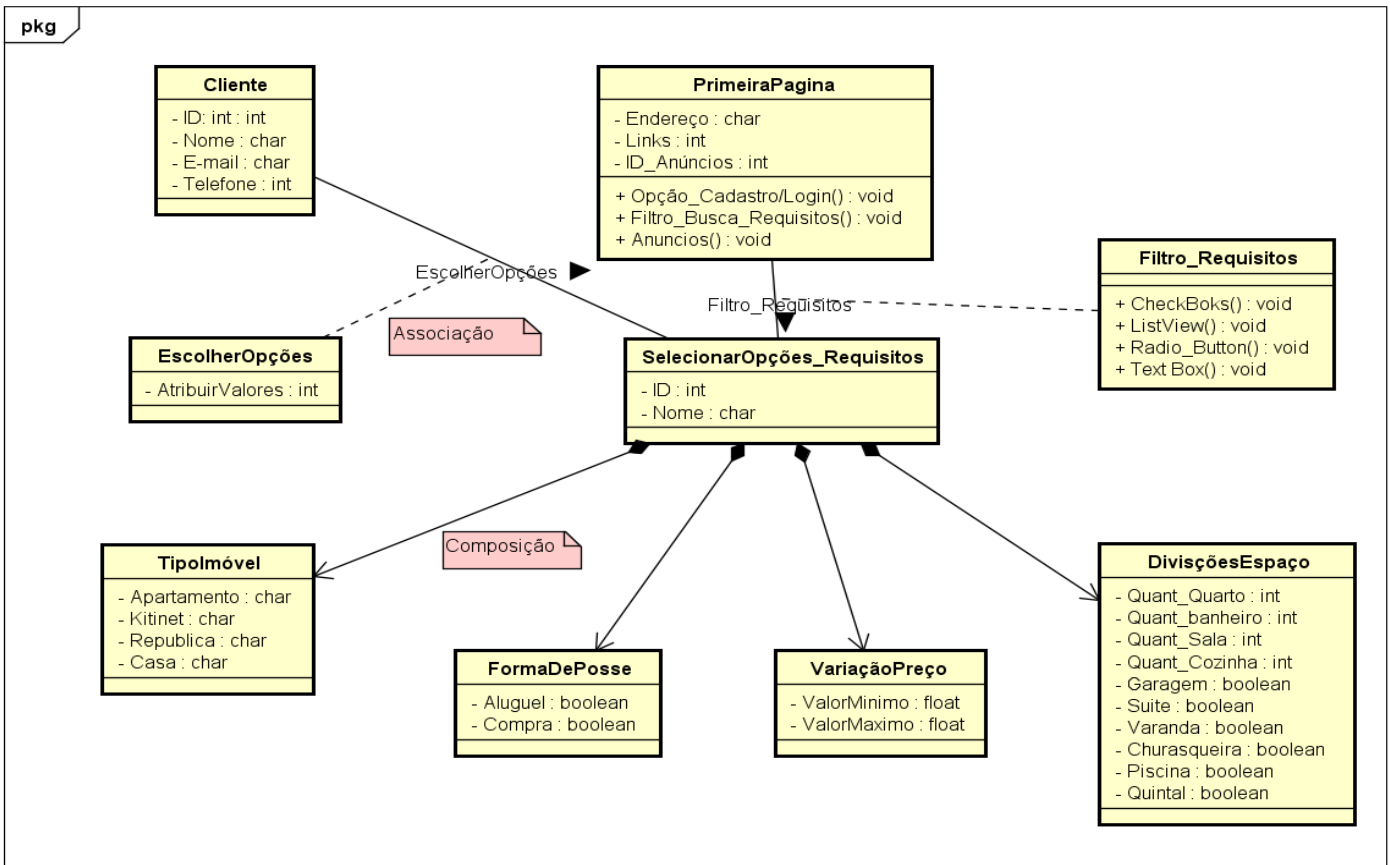 pkg
Cliente
- ID: int : int
- Nome : char
- E-mail : char
- Telefone : int
PrimeiraPagina
- Endereço : char
- Links : int
- ID_Anúncios : int
+ Opção_Cadastro/Login() : void
+ Filtro_Busca_Requisitos() : void
+ Anuncios() : void
Filtro_Requisitos
+ CheckBoks() : void
+ ListView() : void
+ Radio_Button() : void
+ Text Box() : void
EscolherOpções
Filtro_Requisitos
Associação
EscolherOpções
- AtribuirValores : int
SelecionarOpções_Requisitos
- ID : int
- Nome : char
Composição
TipoImóvel
- Apartamento : char
- Kitinet : char
- Republica : char
- Casa : char
FormaDePosse
- Aluguel : boolean
- Compra : boolean
VariaçãoPreço
- ValorMinimo : float
- ValorMaximo : float
DivisçõesEspaço
- Quant_Quarto : int
- Quant_banheiro : int
- Quant_Sala : int
- Quant_Cozinha : int
- Garagem : boolean
- Suite : boolean
- Varanda : boolean
- Churasqueira : boolean
- Piscina : boolean
- Quintal : boolean